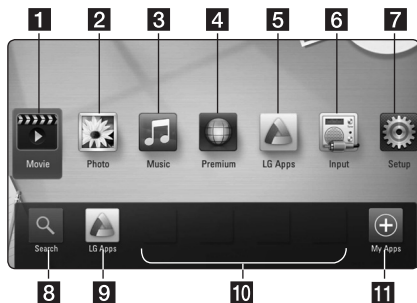 1 2 3 4 5 6 7
Movie Photo Music Premium LG Apps Input Setup
Search LG Apps My Apps
8 9 10 11